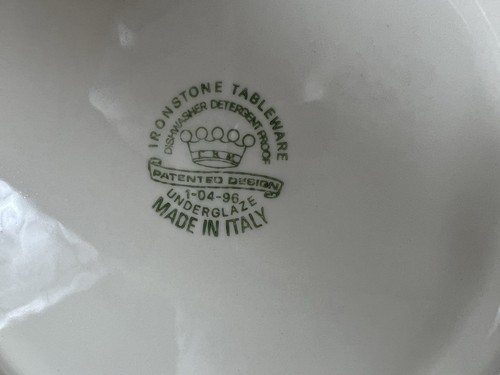 IRONSTONE TABLEWARE
DISHWASHER DETERGENT PROOF
PATENTED DESIGN
1-04-96
UNDERGLAZE
MADE IN ITALY